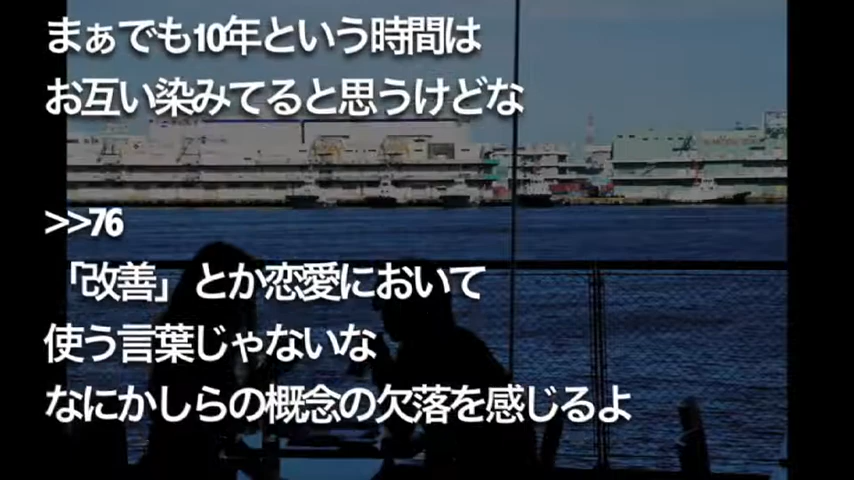 まぁでも10年という時間は
お互い染みてると思うけどな
>>76
「改善」とか恋愛において
使う言葉じゃないな
なにかしらの概念の欠落を感じるよ